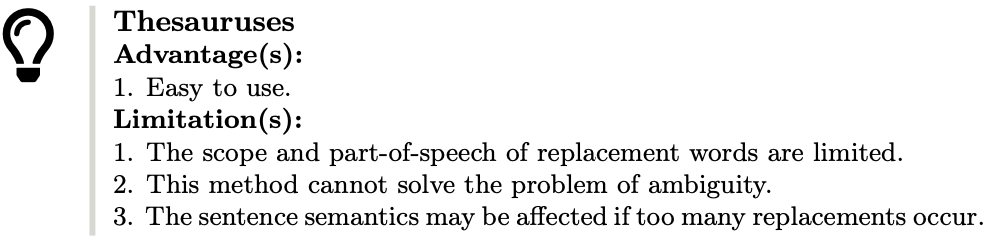 Thesauruses
Advantage(s):
1. Easy to use.
Limitation(s):
1. The scope and part-of-speech of replacement words are limited.
2. This method cannot solve the problem of ambiguity.
3. The sentence semantics may be affected if too many replacements occur.